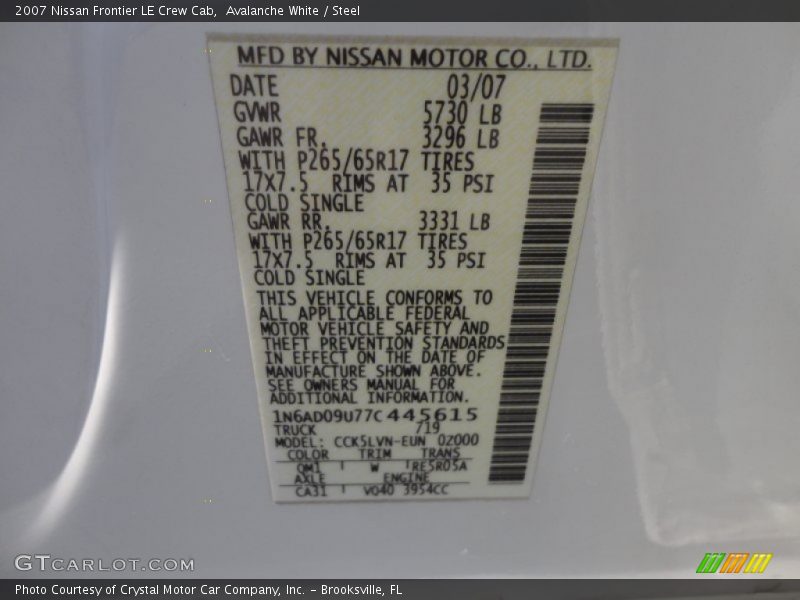 2007 Nissan Frontier LE Crew Cab,  Avalanche White / Steel
MFD BY NISSAN MOTOR CO., LTD.
DATE 03/07
GVWR 5730 LB
GAWR FR. 3296 LB
WITH P265/65R17 TIRES
17X7.5 RIMS AT 35 PSI
COLD SINGLE
GAWR RR. 3331 LB
WITH P265/65R17 TIRES
17X7.5 RIMS AT 35 PSI
COLD SINGLE
THIS VEHICLE CONFORMS TO
ALL APPLICABLE FEDERAL
MOTOR VEHICLE SAFETY AND
THEFT PREVENTION STANDARDS
IN EFFECT ON THE DATE OF
MANUFACTURE SHOWN ABOVE.
SEE OWNERS MANUAL FOR
ADDITIONAL INFORMATION.
1N6AD09U77C445615
TRUCK 719
MODEL: CCK5LVN-EUN 0Z000
COLOR TRIM TRANS
QM1 W RE5R05A
AXLE ENGINE
CA31 VQ40 3954CC
GTCARLOT.COM
Photo Courtesy of Crystal Motor Car Company, Inc. – Brooksville, FL